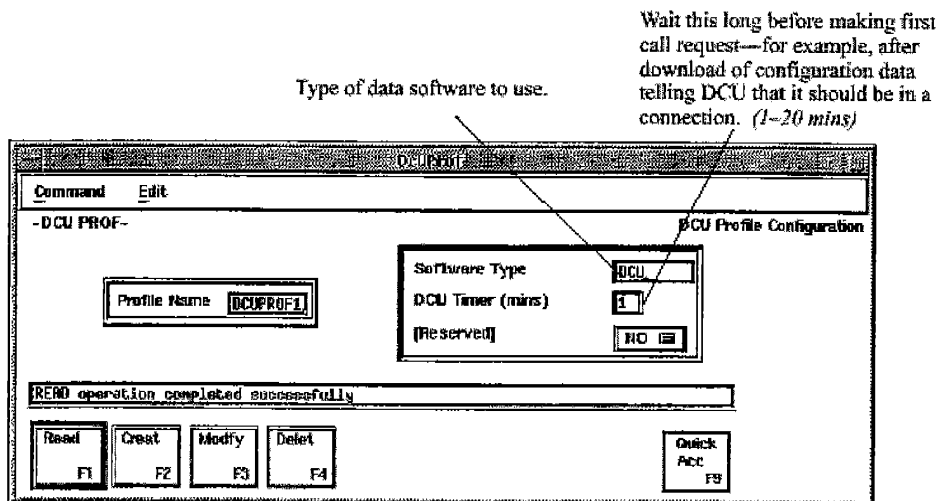 Wait this long before making first
call request—for example, after
download of configuration data
telling DCU that it should be in a
connection. (1–20 mins)
Type of data software to use.
DCUPROF
Command Edit
-DCU PROF-
DCU Profile Configuration
Profile Name DCUPROF1
Software Type DCU
DCU Timer (mins) 1
[Reserved] NO
READ operation completed successfully
Read F1
Creat F2
Modfy F3
Delet F4
Quick Acc F9